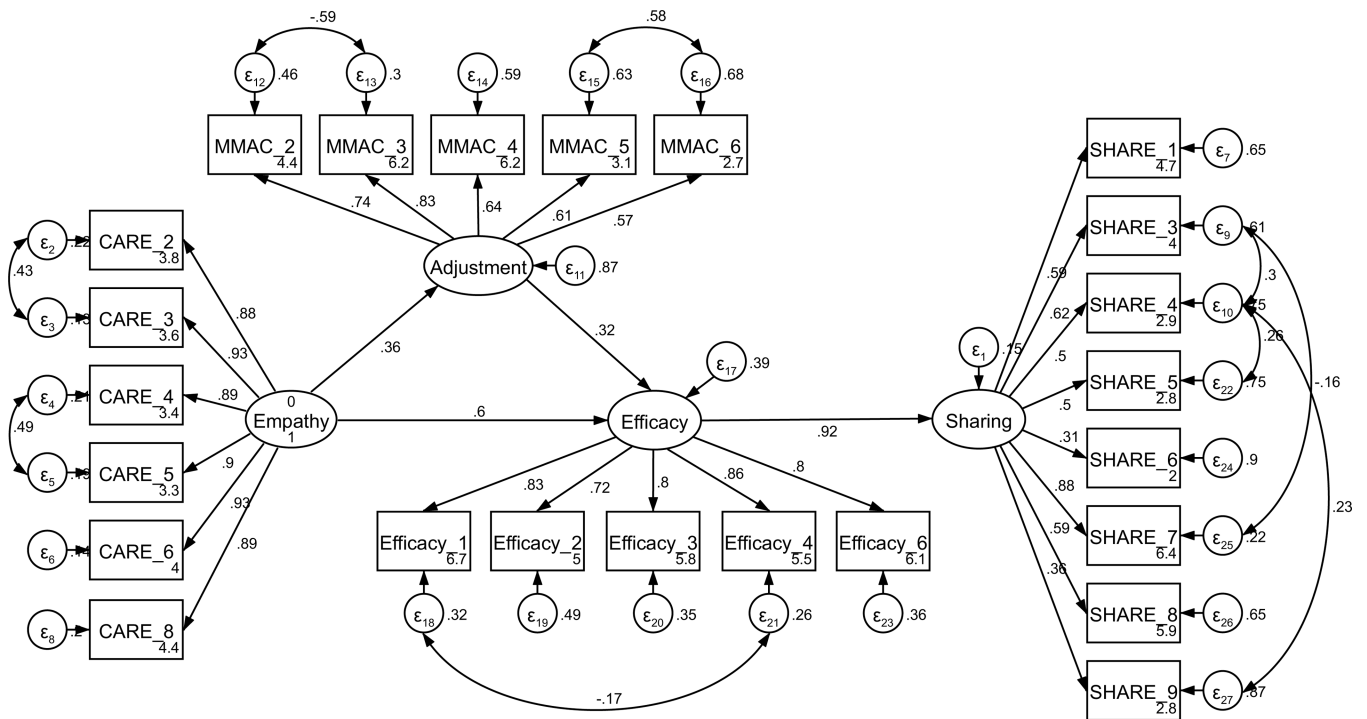 -.59
.58
ε12 .46
ε13 .3
ε14 .59
ε15 .63
ε16 .68
MMAC_2
4.4
MMAC_3
6.2
MMAC_4
6.2
MMAC_5
3.1
MMAC_6
2.7
.74
.83
.64
.61
.57
Adjustment
ε11 .87
.36
.32
ε2 .22
CARE_2
3.8
.43
ε3
CARE_3
3.6
ε4 .21
CARE_4
3.4
.49
ε5 .19
CARE_5
3.3
ε6 .14
CARE_6
4
ε8 .2
CARE_8
4.4
.88
.93
.89
.9
.93
.89
0
Empathy
1
.6
ε17 .39
Efficacy
.92
.83
.72
.8
.86
.8
Efficacy_1
6.7
Efficacy_2
5
Efficacy_3
5.8
Efficacy_4
5.5
Efficacy_6
6.1
ε18 .32
ε19 .49
ε20 .35
ε21 .26
ε23 .36
-.17
ε1 .15
Sharing
.59
.62
.5
.5
.31
.88
.59
.36
SHARE_1
4.7
ε7 .65
SHARE_3
4
ε9 .61
.3
SHARE_4
2.9
ε10 .75
.26
SHARE_5
2.8
ε22 .75
-.16
SHARE_6
2
ε24 .9
SHARE_7
6.4
ε25 .22
.23
SHARE_8
5.9
ε26 .65
SHARE_9
2.8
ε27 .87